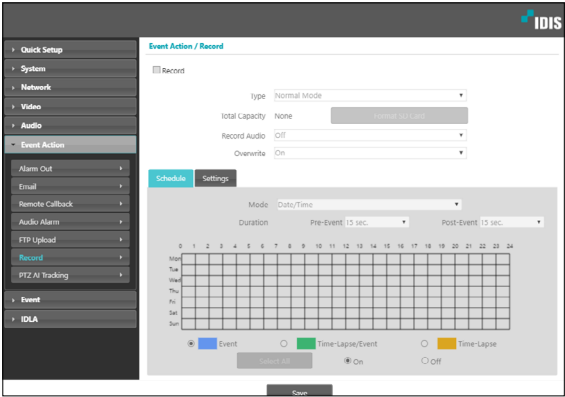 IDIS
Quick Setup
System
Network
Video
Audio
Event Action
Alarm Out
Email
Remote Callback
Audio Alarm
FTP Upload
Record
PTZ AI Tracking
Event
IDLA
Event Action / Record
Record
Type Normal Mode
Total Capacity None Format SD Card
Record Audio Off
Overwrite On
Schedule Settings
Mode Date/Time
Duration Pre-Event 15 sec. Post-Event 15 sec.
0 1 2 3 4 5 6 7 8 9 10 11 12 13 14 15 16 17 18 19 20 21 22 23 24
Mon
Tue
Wed
Thu
Fri
Sat
Sun
Event Time-Lapse/Event Time-Lapse
Select All On Off
Save